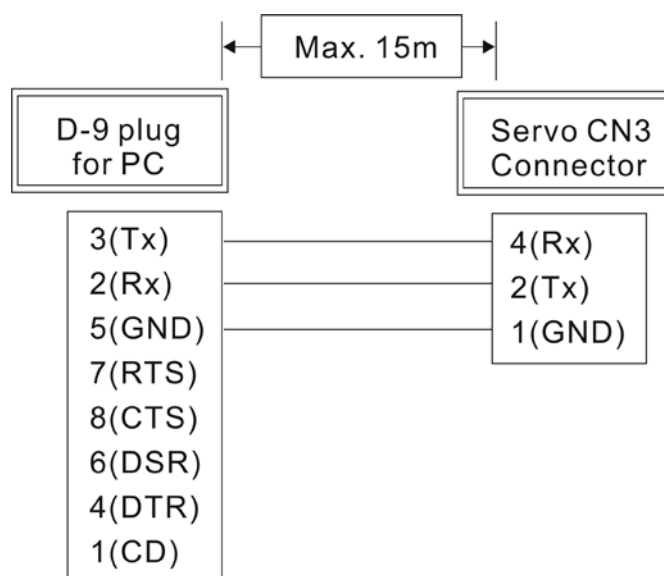 Max. 15m
D-9 plug
for PC
Servo CN3
Connector
3(Tx)
2(Rx)
5(GND)
7(RTS)
8(CTS)
6(DSR)
4(DTR)
1(CD)
4(Rx)
2(Tx)
1(GND)